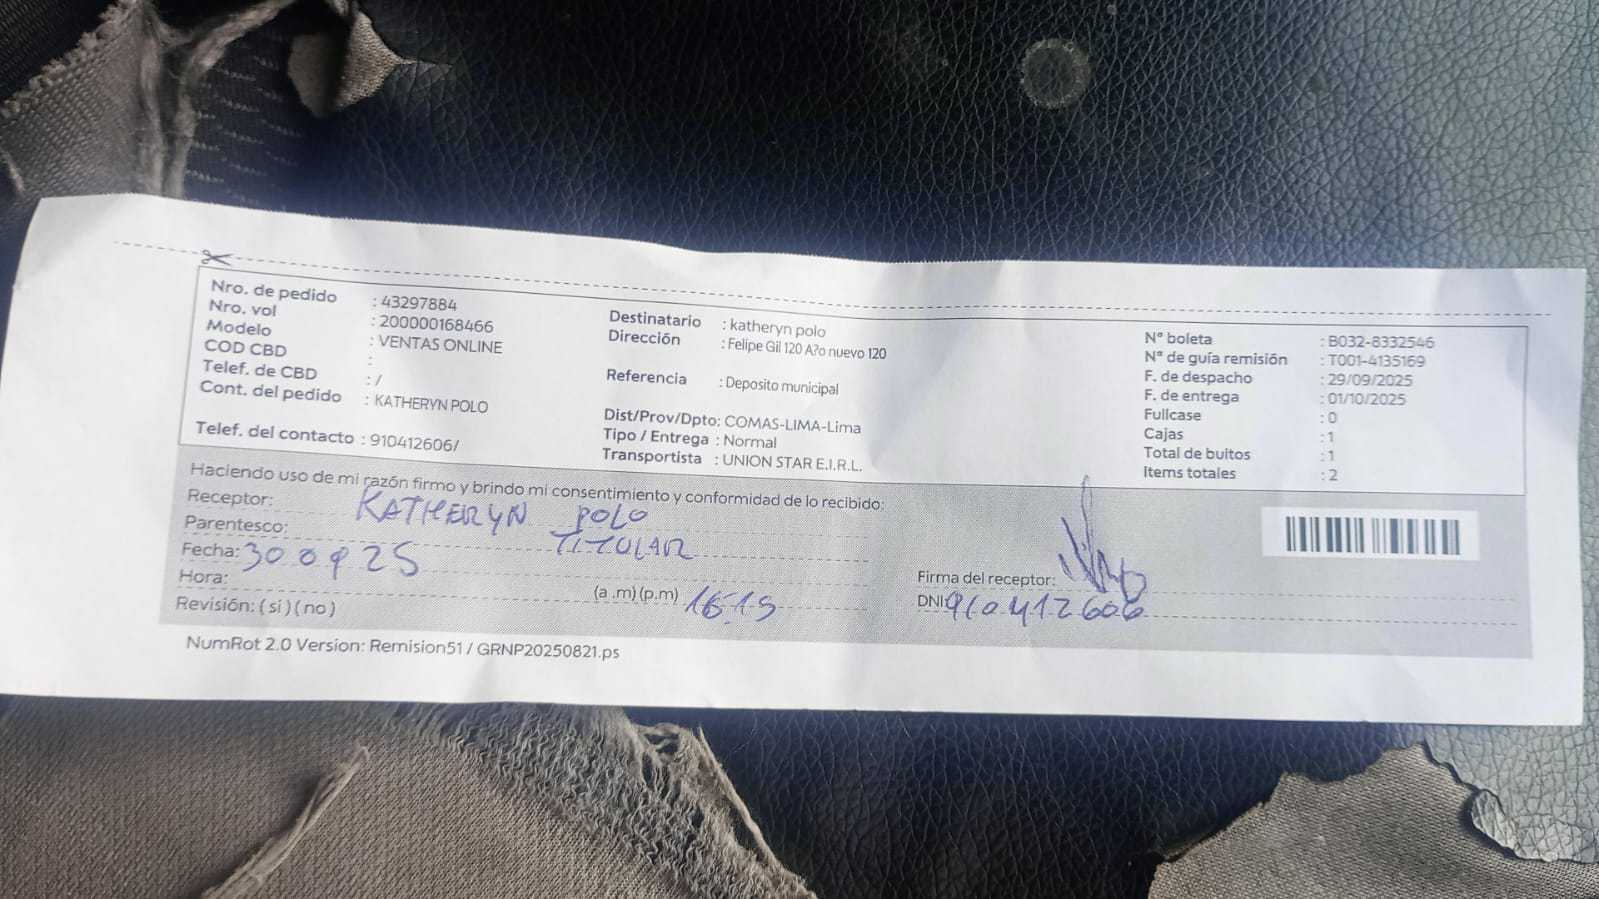 Nro. de pedido : 43297884
Nro. vol : 200000168466
Modelo : VENTAS ONLINE
COD CBD :
Telef. de CBD : /
Cont. del pedido : KATHERYN POLO
Telef. del contacto : 910412606/
Destinatario : katheryn polo
Dirección : Felipe Gil 120 A?o nuevo 120
Referencia : Deposito municipal
Dist/Prov/Dpto: COMAS-LIMA-Lima
Tipo / Entrega : Normal
Transportista : UNION STAR E.I.R.L.
N° boleta : B032-8332546
N° de guía remisión : T001-4135169
F. de despacho : 29/09/2025
F. de entrega : 01/10/2025
Fullcase : 0
Cajas : 1
Total de buitos : 1
Items totales : 2
Haciendo uso de mi razón firmo y brindo mi consentimiento y conformidad de lo recibido:
Receptor: KATHERYN POLO
Parentesco: TITULAR
Fecha: 30 09 25
Hora: (a .m) (p.m) 16:15
Revisión: ( si ) ( no )
Firma del receptor:
DNI: 910412606
NumRot 2.0 Version: Remision51 / GRNP20250821.ps